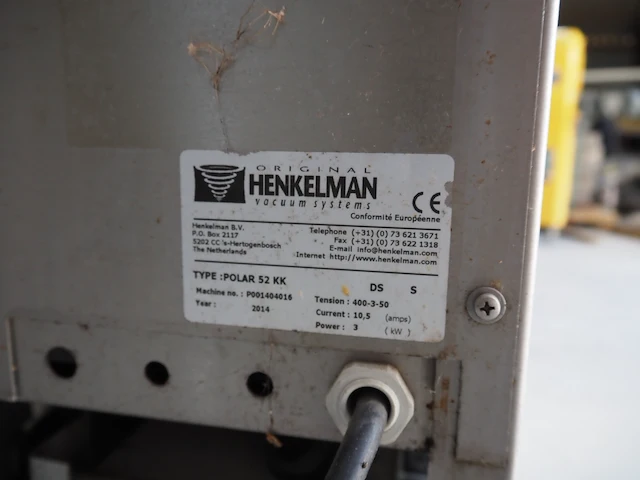 ORIGINAL
HENKELMAN
vacuum systems
CE
Conformité Européenne
Henkelman B.V.
P.O. Box 2117
5202 CC 's-Hertogenbosch
The Netherlands
Telephone (+31) (0) 73 621 3671
Fax (+31) (0) 73 622 1318
E-mail info@henkelman.com
Internet http://www.henkelman.com
TYPE : POLAR 52 KK DS S
Machine no. : P001404016
Year : 2014
Tension : 400-3-50
Current : 10,5 (amps)
Power : 3 (kW)